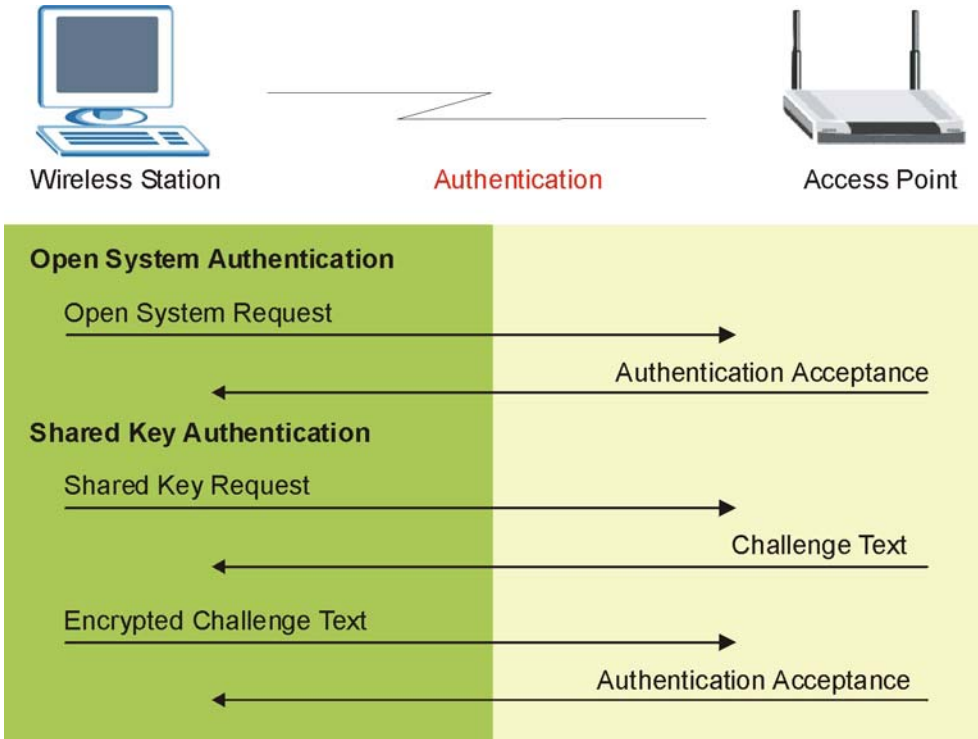 Wireless Station
Authentication
Access Point
Open System Authentication
Open System Request
Authentication Acceptance
Shared Key Authentication
Shared Key Request
Challenge Text
Encrypted Challenge Text
Authentication Acceptance